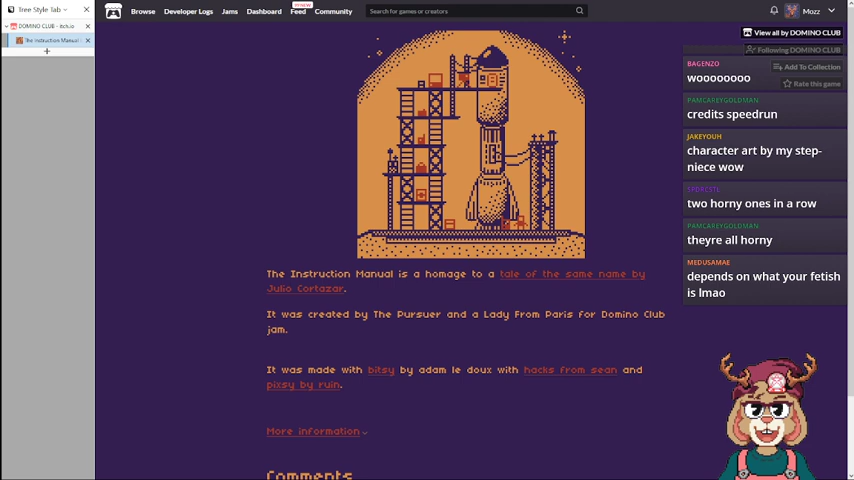 Tree Style Tab
DOMINO CLUB - itch.io
The Instruction Manual
Browse
Developer Logs
Jams
Dashboard
Feed
Community
Search for games or creators
Mozz
View all by DOMINO CLUB
Following DOMINO CLUB
Add To Collection
Rate this game
BAGENZO
woooooooo
PAMCAREYGOLDMAN
credits speedrun
JAKEYOUH
character art by my step-
niece wow
two horny ones in a row
PAMCAREYGOLDMAN
theyre all horny
MEDUSAMAE
depends on what your fetish
is lmao
The Instruction Manual is a homage to a tale of the same name by
Julio Cortazar.
It was created by The Pursuer and a Lady From Paris for Domino Club
jam.
It was made with bitsy by adam le doux with hacks from sean and
pixsy by ruin.
More information
Comments